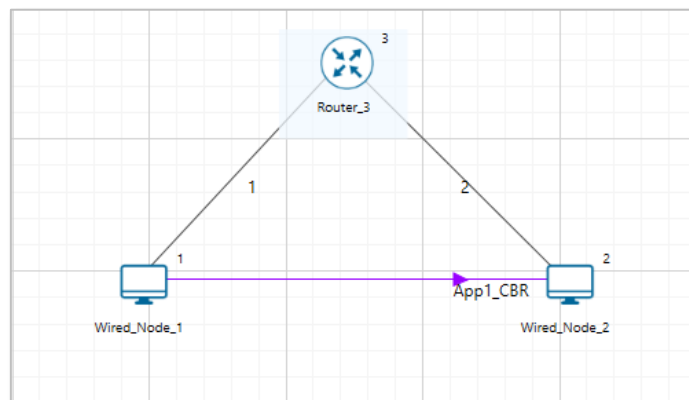 3
Router_3
1
2
1
2
App1_CBR
Wired_Node_1
Wired_Node_2